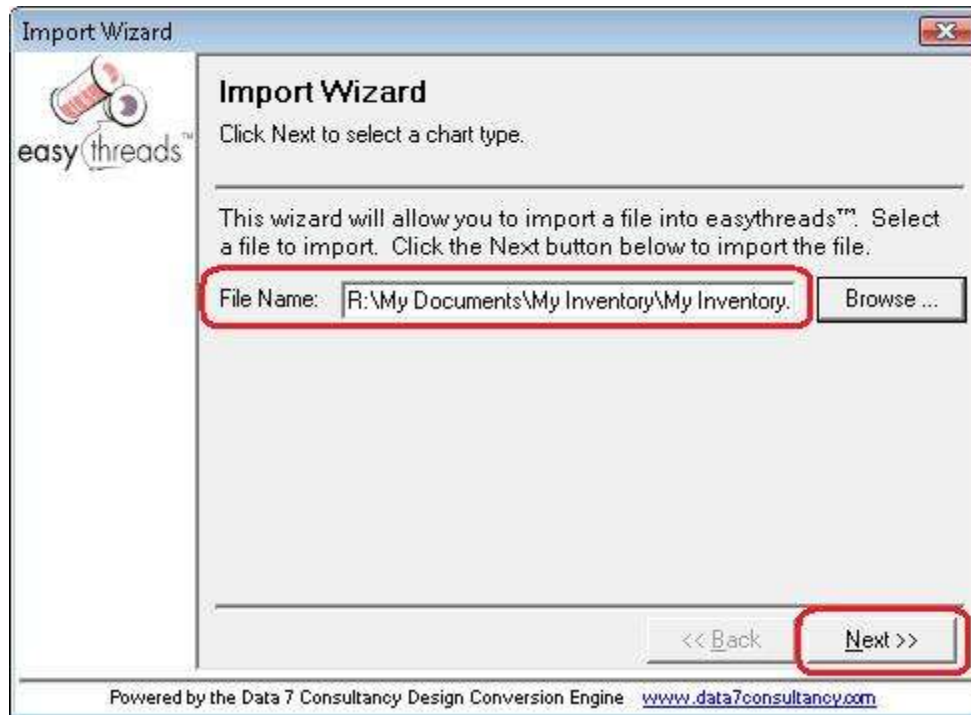 Import Wizard
easythreads™
Import Wizard
Click Next to select a chart type.
This wizard will allow you to import a file into easythreads™. Select
a file to import. Click the Next button below to import the file.
File Name: R:\My Documents\My Inventory\My Inventory. Browse ...
<< Back Next >>
Powered by the Data 7 Consultancy Design Conversion Engine www.data7consultancy.com